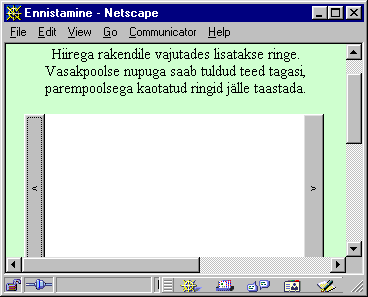 Ennistamine - Netscape
File Edit View Go Communicator Help
Hiirega rakendile vajutades lisatakse ringe.
Vasakpoolse nupuga saab tuldud teed tagasi,
parempoolsega kaotatud ringid jälle taastada.
< >